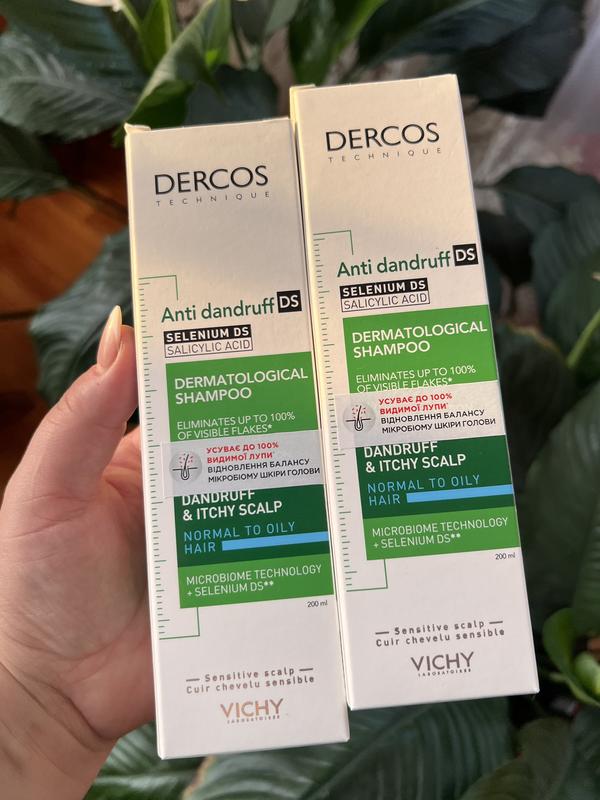 DERCOS
TECHNIQUE
Anti dandruff DS
SELENIUM DS
SALICYLIC ACID
DERMATOLOGICAL
SHAMPOO
ELIMINATES UP TO 100%
OF VISIBLE FLAKES*
УСУВАЄ ДО 100%
ВИДИМОЇ ЛУПИ*
ВІДНОВЛЕННЯ БАЛАНСУ
МІКРОБІОМУ ШКІРИ ГОЛОВИ
DANDRUFF
& ITCHY SCALP
NORMAL TO OILY
HAIR
MICROBIOME TECHNOLOGY
+ SELENIUM DS**
200 ml
Sensitive scalp
Cuir chevelu sensible
VICHY
LABORATOIRES
DERCOS
TECHNIQUE
Anti dandruff DS
SELENIUM DS
SALICYLIC ACID
DERMATOLOGICAL
SHAMPOO
ELIMINATES UP TO 100%
OF VISIBLE FLAKES*
УСУВАЄ ДО 100%
ВИДИМОЇ ЛУПИ*
ВІДНОВЛЕННЯ БАЛАНСУ
МІКРОБІОМУ ШКІРИ ГОЛОВИ
DANDRUFF
& ITCHY SCALP
NORMAL TO OILY
HAIR
MICROBIOME TECHNOLOGY
+ SELENIUM DS**
200 ml
Sensitive scalp
Cuir chevelu sensible
VICHY
LABORATOIRES